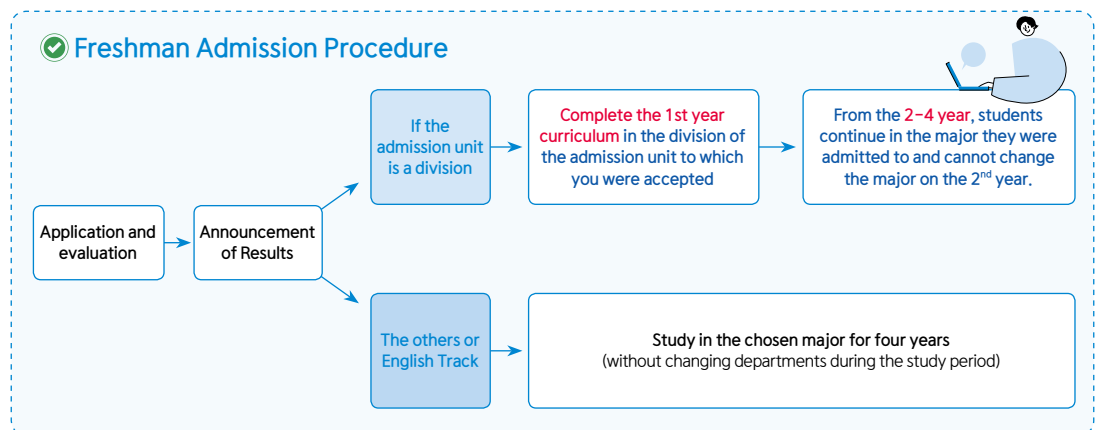 Freshman Admission Procedure
If the
admission unit
is a division
Complete the 1st year
curriculum in the division of
the admission unit to which
you were accepted
From the 2-4 year, students
continue in the major they were
admitted to and cannot change
the major on the 2nd year.
Application and
evaluation
Announcement
of Results
The others or
English Track
Study in the chosen major for four years
(without changing departments during the study period)